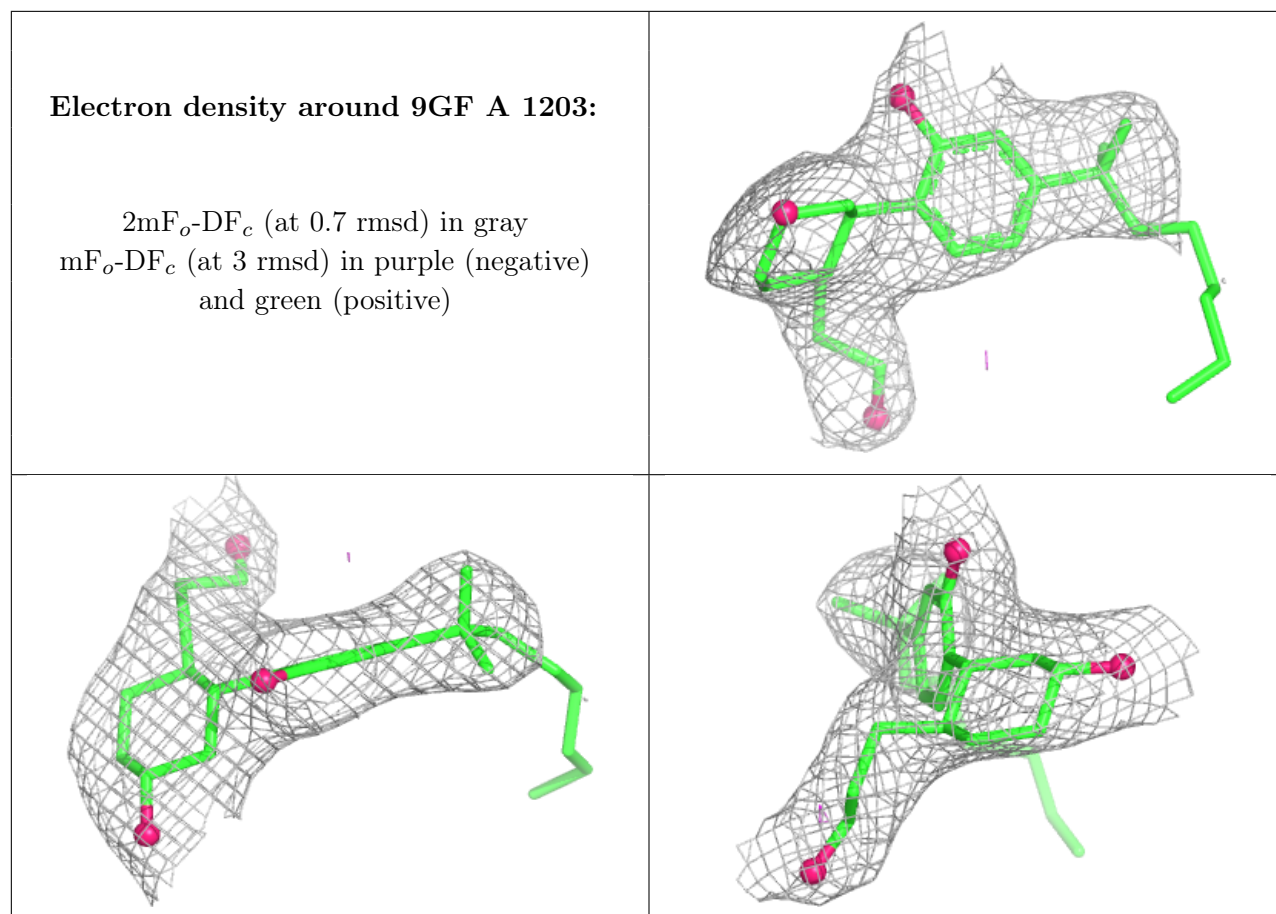 Electron density around 9GF A 1203:
2mFₒ-DF𝒸 (at 0.7 rmsd) in gray
mFₒ-DF𝒸 (at 3 rmsd) in purple (negative)
and green (positive)